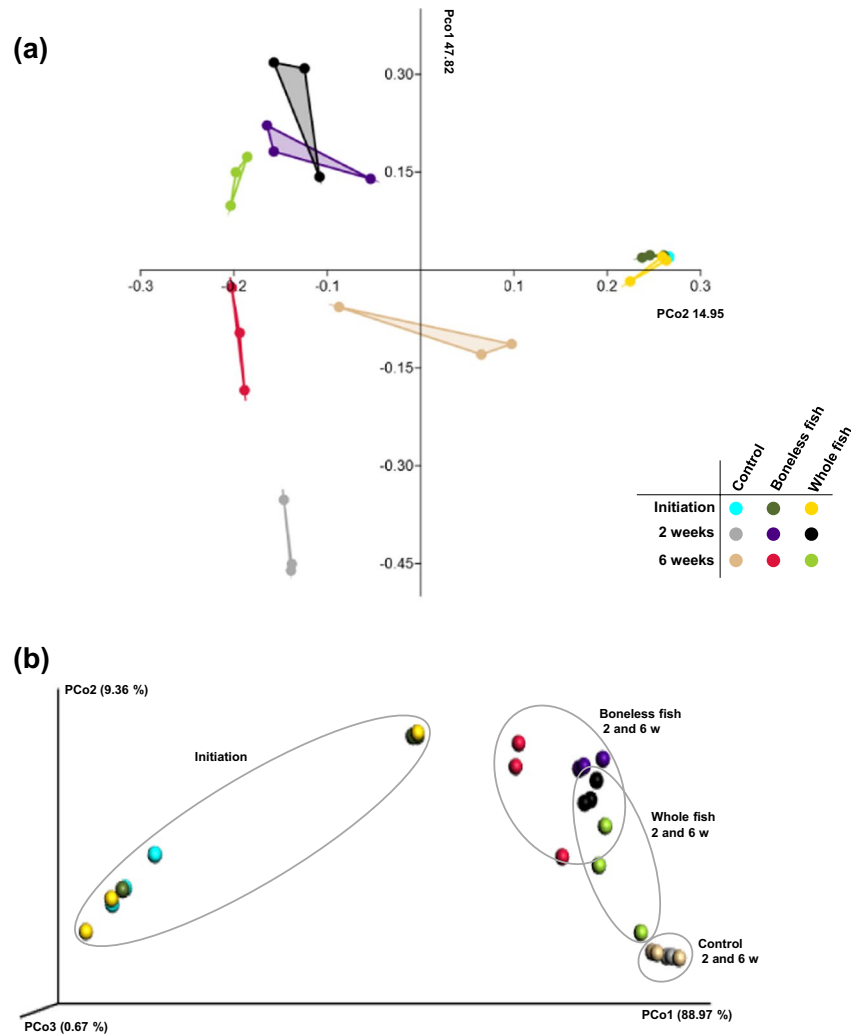 (a)
Pco1 47.82
0.30
0.15
-0.3
-0.2
-0.1
0.1
0.2
0.3
PCo2 14.95
-0.15
-0.30
-0.45
Control
Boneless fish
Whole fish
Initiation
2 weeks
6 weeks
(b)
PCo2 (9.36 %)
Initiation
Boneless fish
2 and 6 w
Whole fish
2 and 6 w
Control
2 and 6 w
PCo3 (0.67 %)
PCo1 (88.97 %)